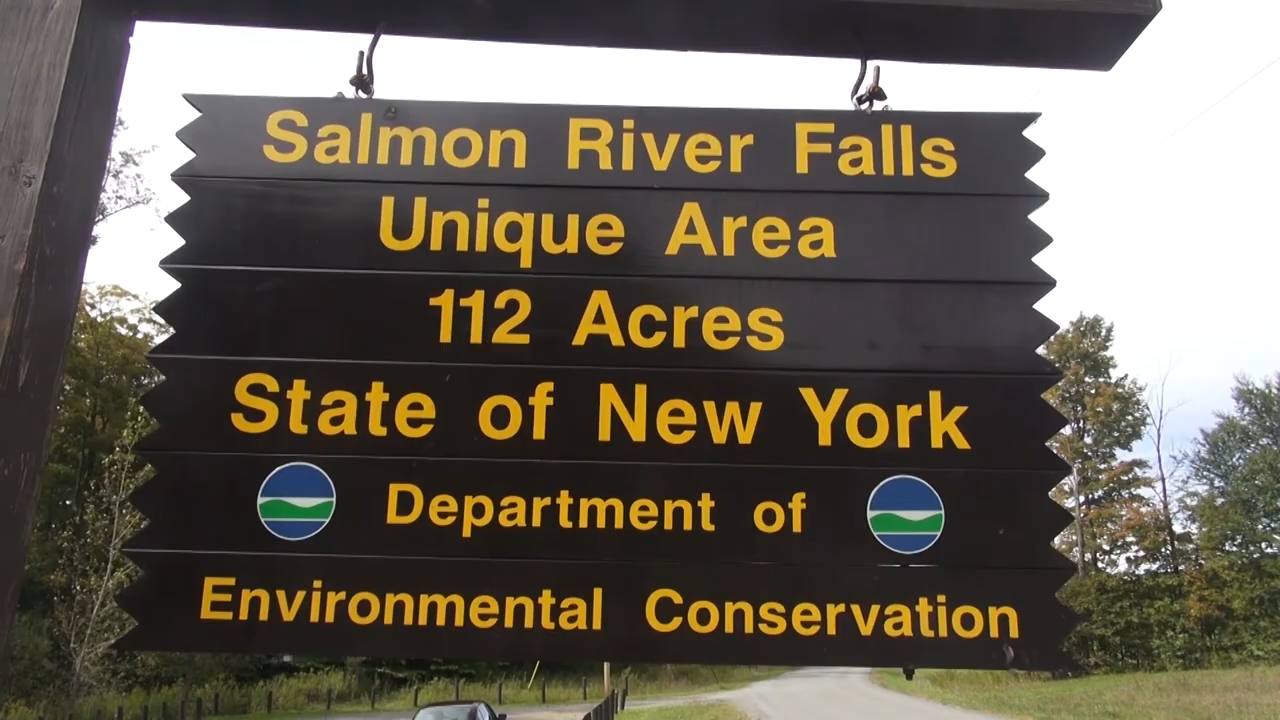 Salmon River Falls
Unique Area
112 Acres
State of New York
Department of
Environmental Conservation